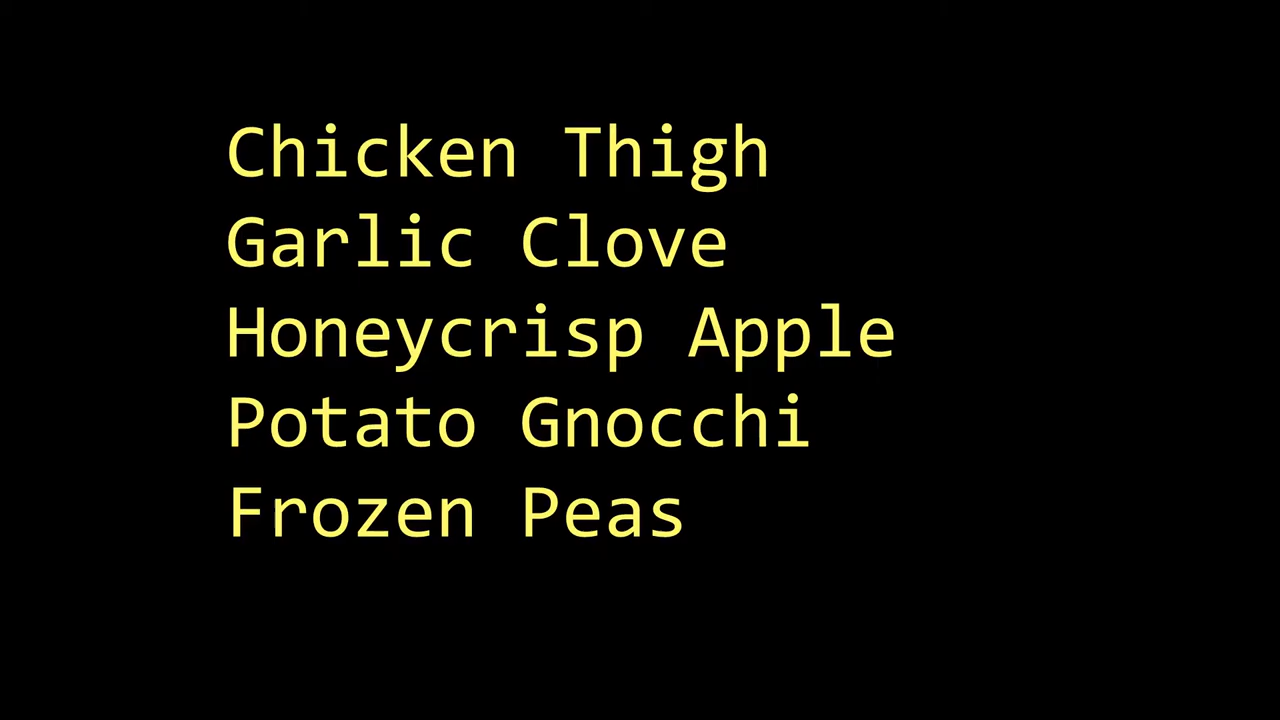 Chicken Thigh
Garlic Clove
Honeycrisp Apple
Potato Gnocchi
Frozen Peas